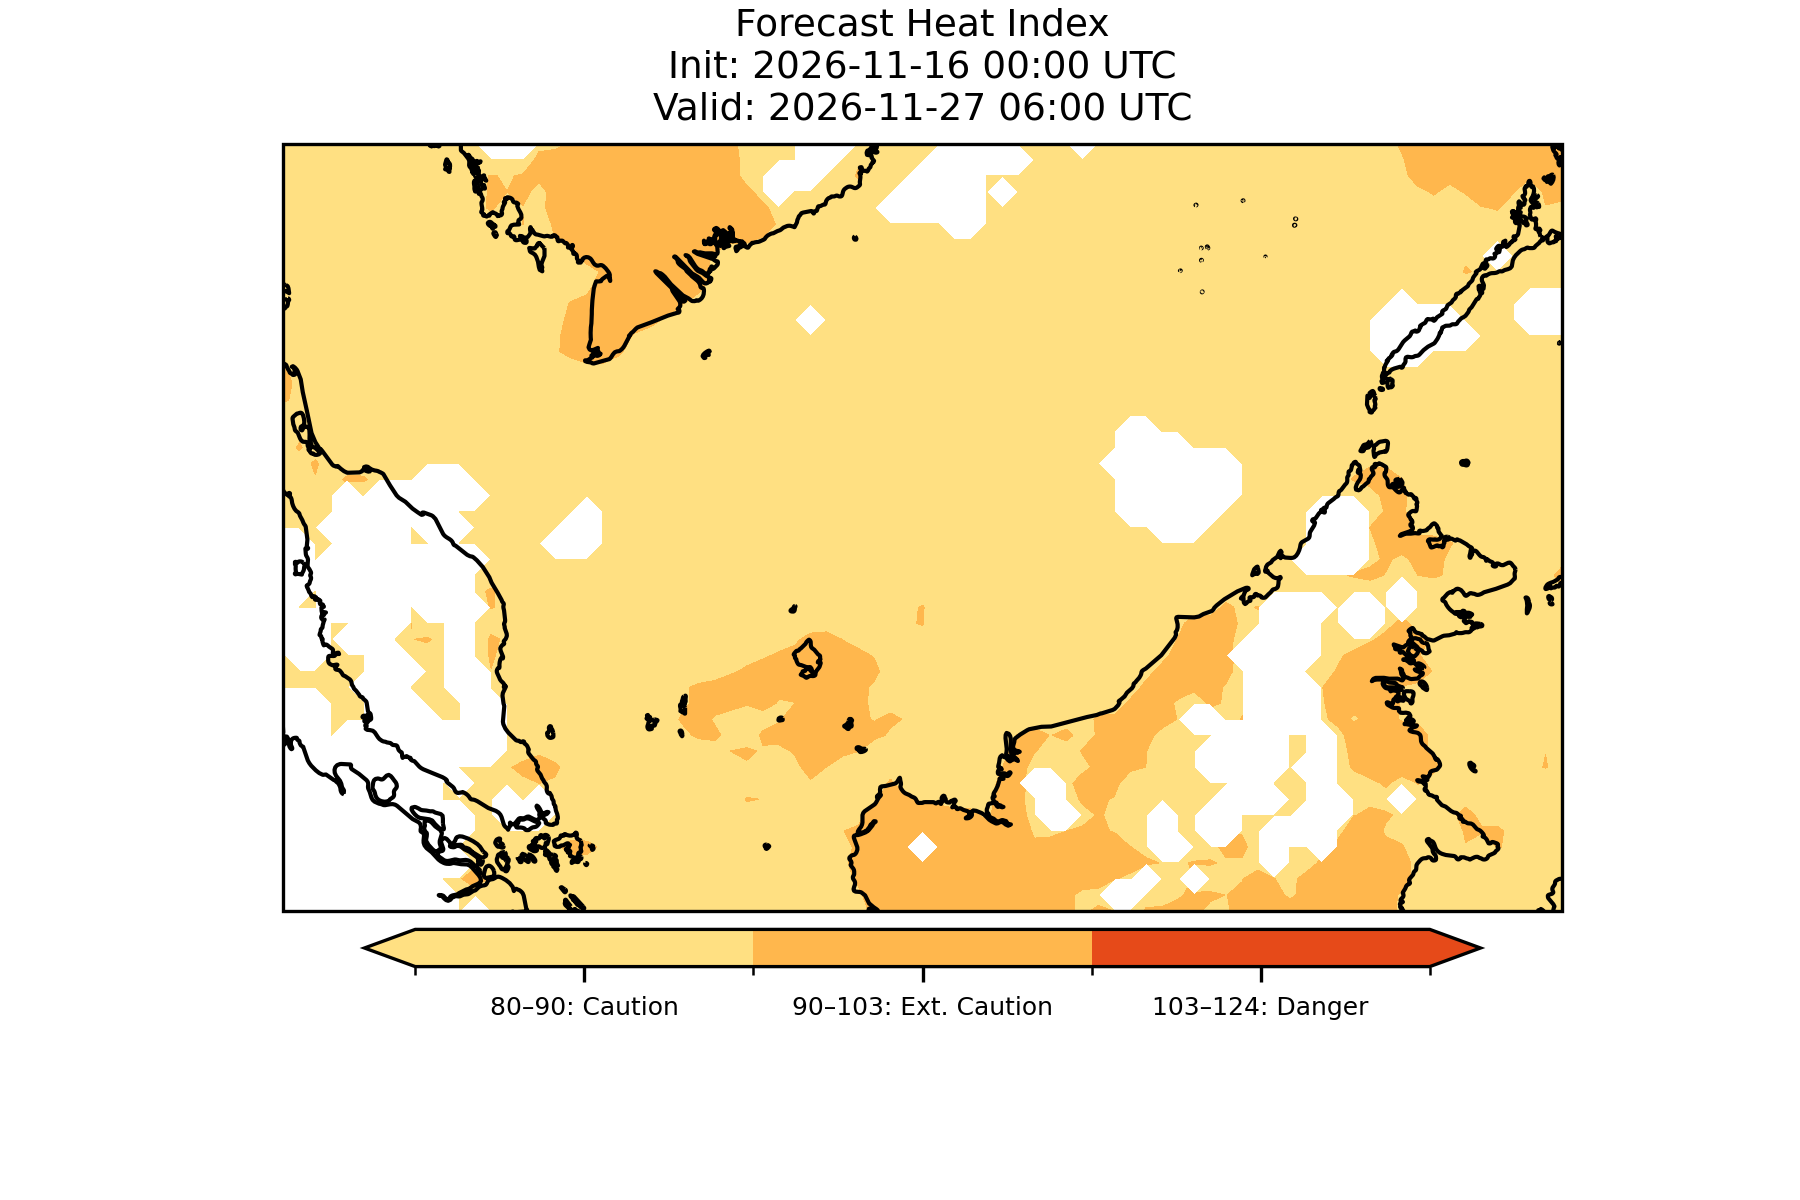 Forecast Heat Index
Init: 2026-11-16 00:00 UTC
Valid: 2026-11-27 06:00 UTC
80–90: Caution
90–103: Ext. Caution
103–124: Danger